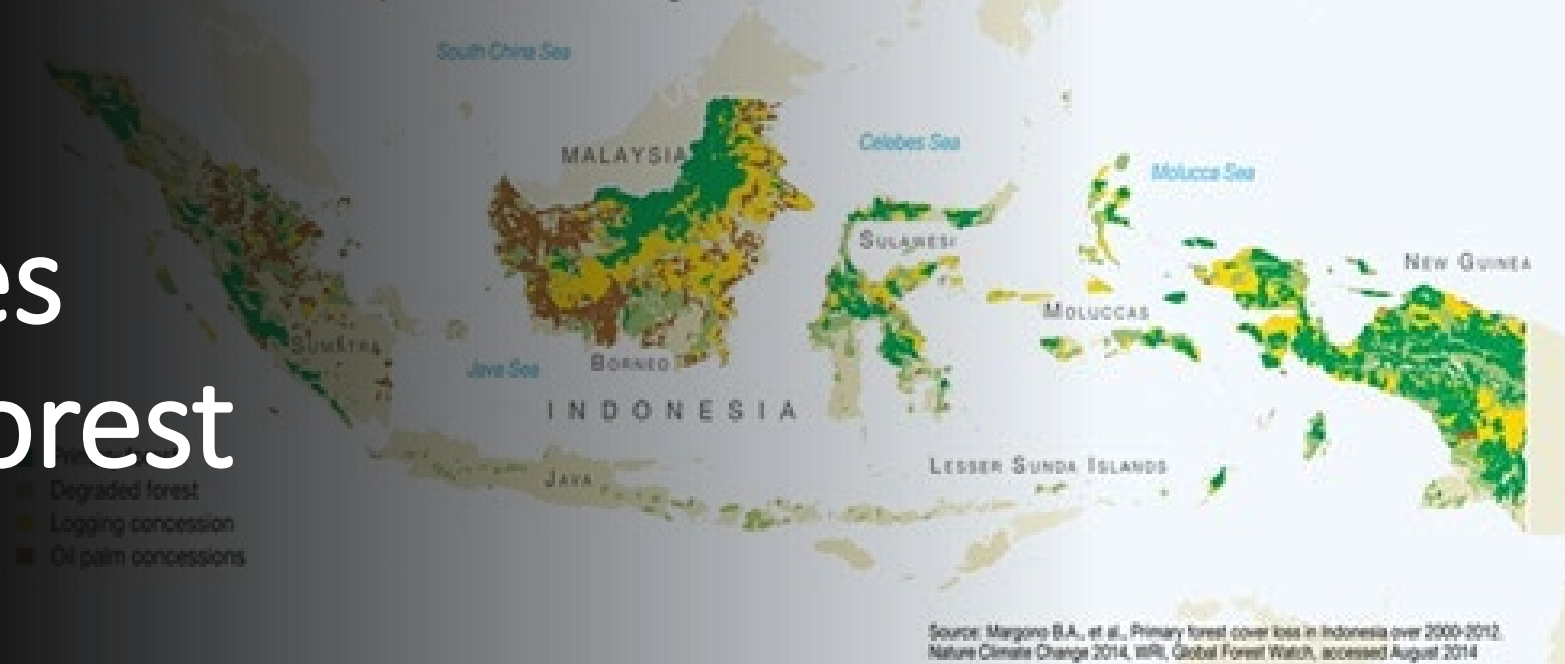 South China Sea
MALAYSIA
Celebes Sea
Molucca Sea
SULAWESI
NEW GUINEA
es
MOLUCCAS
SUMATRA
Java Sea
BORNEO
INDONESIA
orest
LESSER SUNDA ISLANDS
JAVA
Degraded forest
Logging concession
Oil palm concessions
Source: Margono B.A., et al., Primary forest cover loss in Indonesia over 2000-2012.
Nature Climate Change 2014, WRI, Global Forest Watch, accessed August 2014